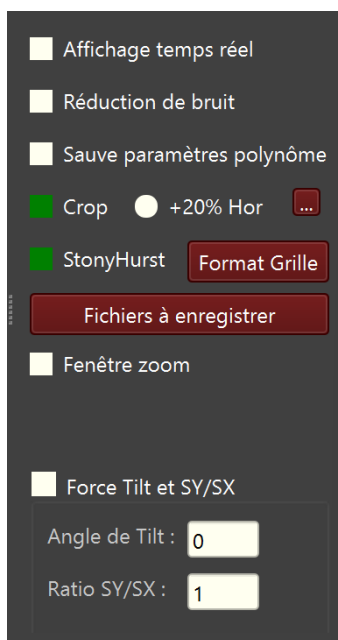 Affichage temps réel
Réduction de bruit
Sauve paramètres polynôme
Crop +20% Hor ...
StonyHurst Format Grille
Fichiers à enregistrer
Fenêtre zoom
Force Tilt et SY/SX
Angle de Tilt : 0
Ratio SY/SX : 1